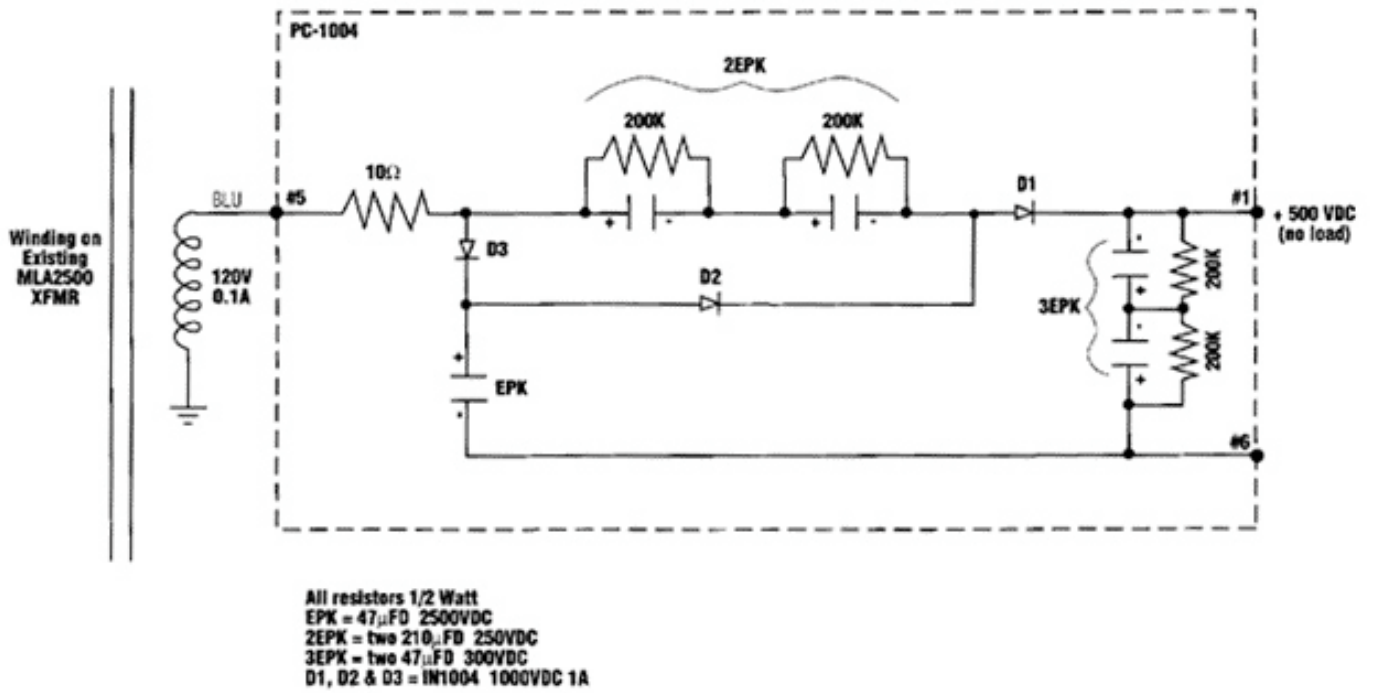 PC-1004
2EPK
200K
200K
10Ω
D1
BLU
#5
#1
+ 500 VDC
(no load)
Winding on
Existing
MLA2500
XFMR
120V
0.1A
D3
D2
+ -
+ -
3EPK
-
+
-
+
200K
200K
+
EPK
-
#6
All resistors 1/2 Watt
EPK = 47µFD 2500VDC
2EPK = two 210µFD 250VDC
3EPK = two 47µFD 300VDC
D1, D2 & D3 = IN1004 1000VDC 1A